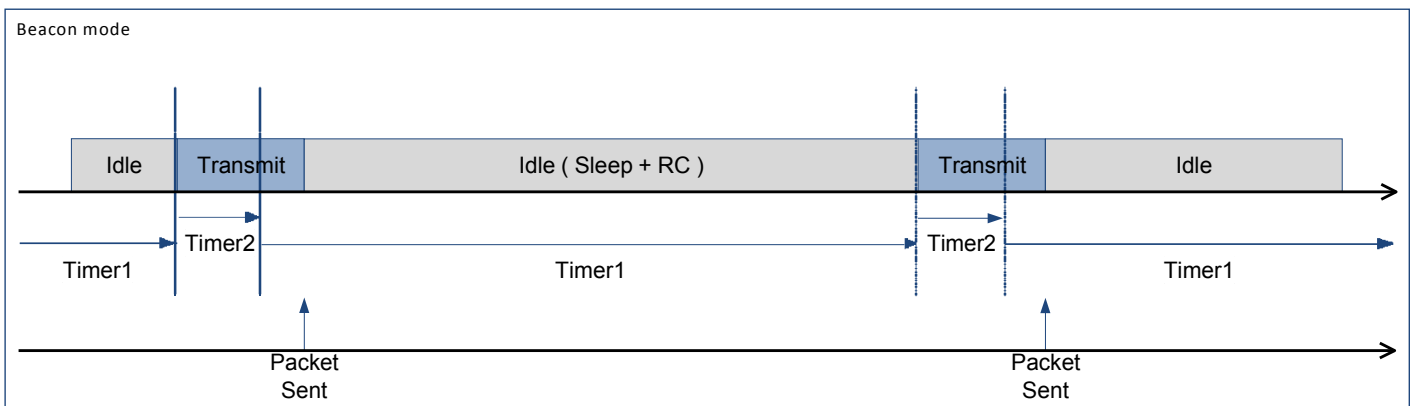 Beacon mode
Idle
Transmit
Idle ( Sleep + RC )
Transmit
Idle
Timer2
Timer2
Timer1
Timer1
Timer1
Packet
Sent
Packet
Sent